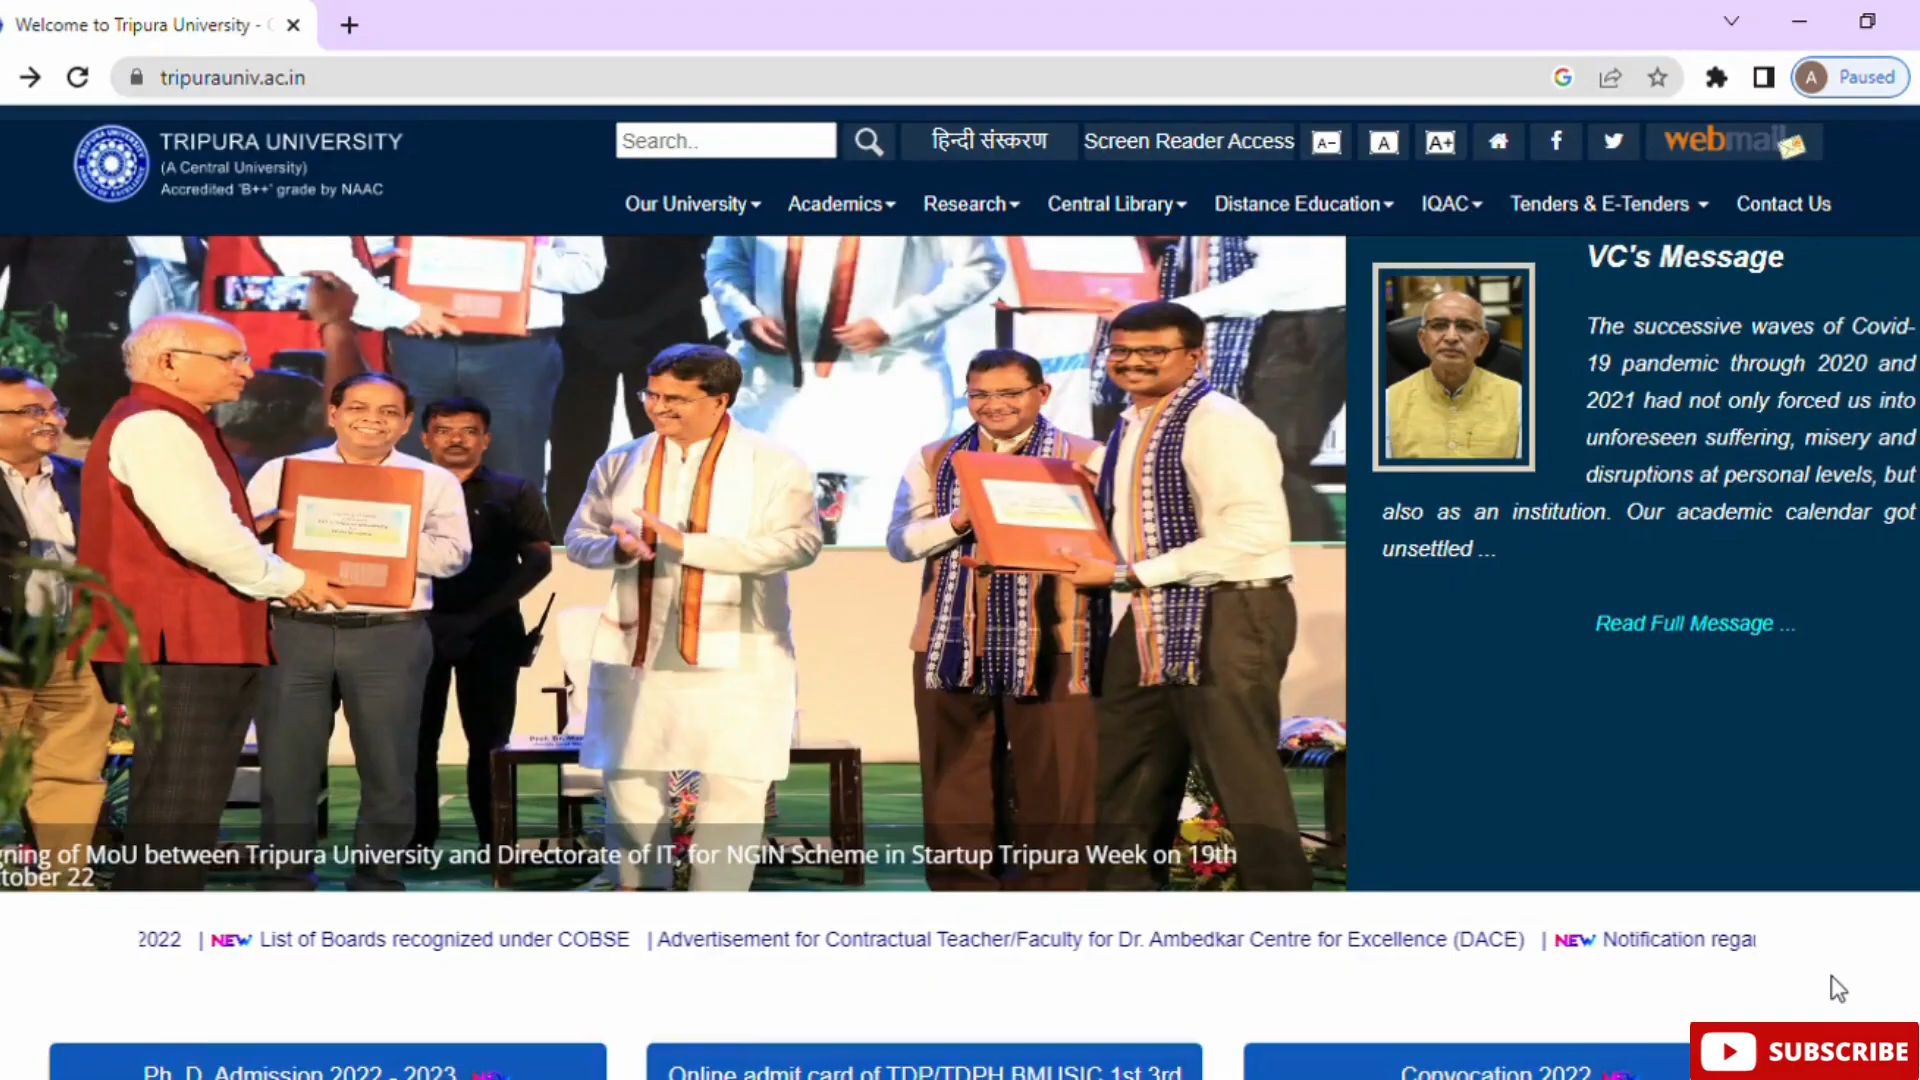 Welcome to Tripura University -
tripurauniv.ac.in
A Paused
TRIPURA UNIVERSITY
(A Central University)
Accredited 'B++' grade by NAAC
Search..
हिन्दी संस्करण
Screen Reader Access
A-
A
A+
webmail
Our University
Academics
Research
Central Library
Distance Education
IQAC
Tenders & E-Tenders
Contact Us
VC's Message
The successive waves of Covid-
19 pandemic through 2020 and
2021 had not only forced us into
unforeseen suffering, misery and
disruptions at personal levels, but
also as an institution. Our academic calendar got
unsettled ...
Read Full Message ...
ning of MoU between Tripura University and Directorate of IT, for NGIN Scheme in Startup Tripura Week on 19th
tober 22
2022 | NEW List of Boards recognized under COBSE | Advertisement for Contractual Teacher/Faculty for Dr. Ambedkar Centre for Excellence (DACE) | NEW Notification regar
Ph. D. Admission 2022 - 2023 NEW
Online admit card of TDP/TDPH BMUSIC 1st 3rd
Convocation 2022 NEW
SUBSCRIBE